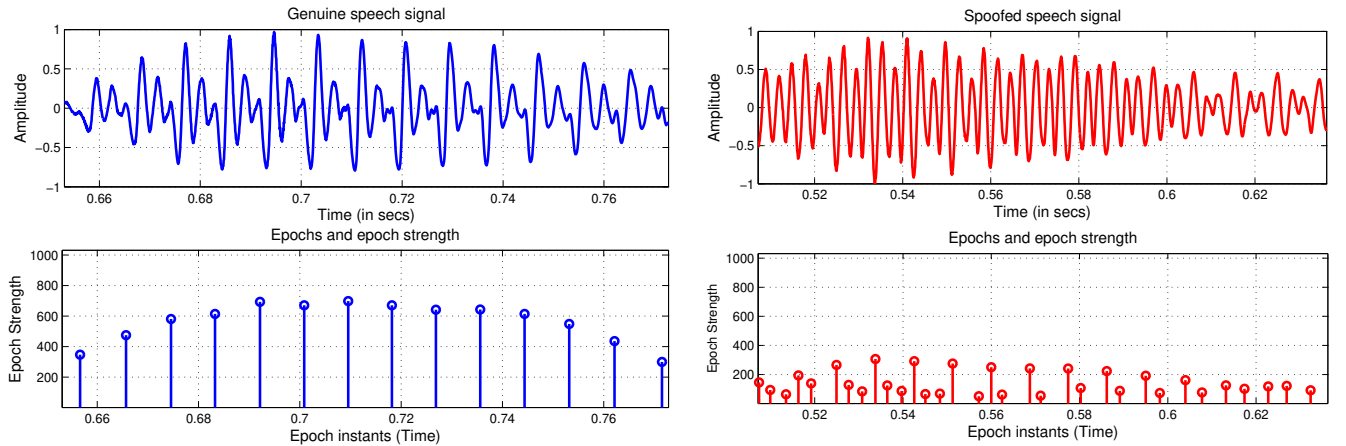 Genuine speech signal
1
0.5
0
−0.5
−1
Amplitude
0.66 0.68 0.7 0.72 0.74 0.76
Time (in secs)
Spoofed speech signal
1
0.5
0
−0.5
−1
Amplitude
0.52 0.54 0.56 0.58 0.6 0.62
Time (in secs)
Epochs and epoch strength
1000
800
600
400
200
Epoch Strength
0.66 0.68 0.7 0.72 0.74 0.76
Epoch instants (Time)
Epochs and epoch strength
1000
800
600
400
200
Epoch Strength
0.52 0.54 0.56 0.58 0.6 0.62
Epoch instants (Time)